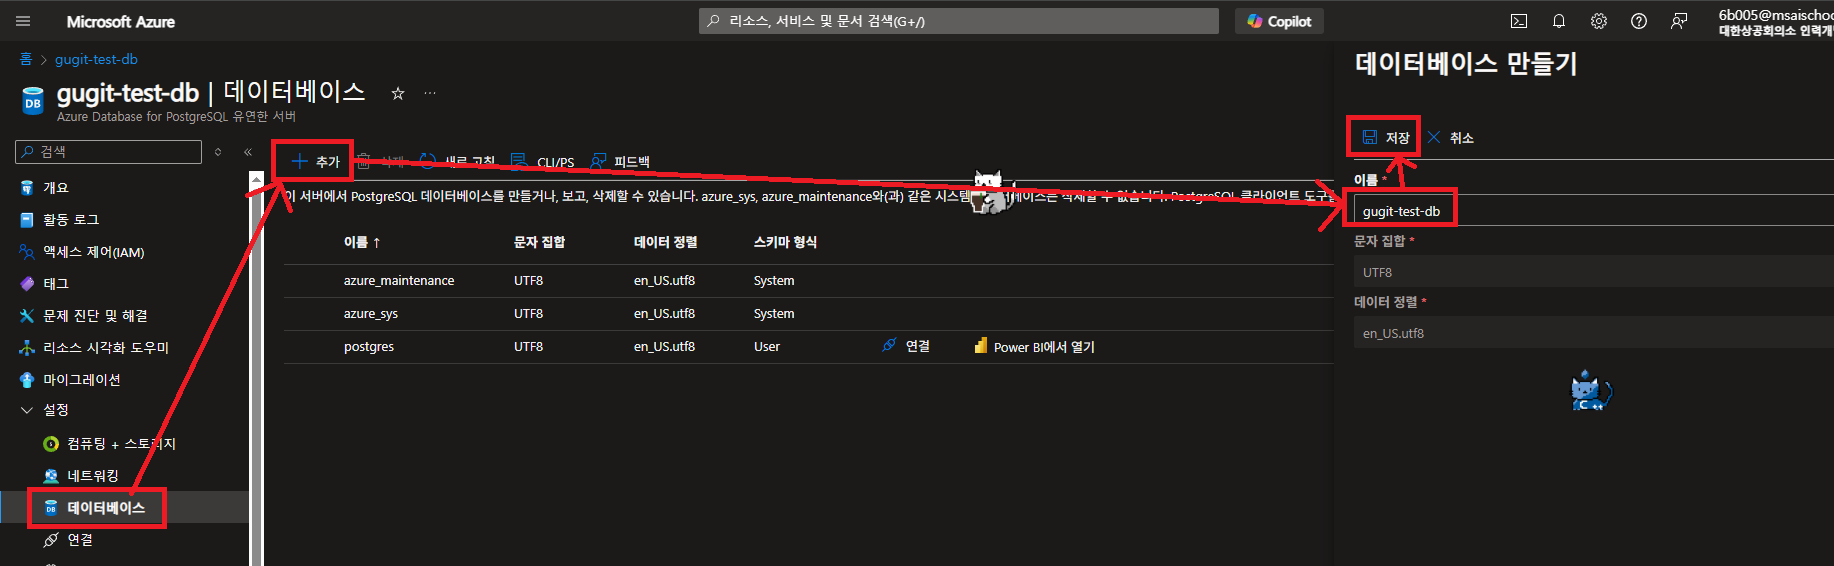 Microsoft Azure
리소스, 서비스 및 문서 검색(G+/)
Copilot
6b005@msaischoo
대한상공회의소 인력개
홈 > gugit-test-db
gugit-test-db | 데이터베이스
Azure Database for PostgreSQL 유연한 서버
검색
개요
활동 로그
액세스 제어(IAM)
태그
문제 진단 및 해결
리소스 시각화 도우미
마이그레이션
설정
컴퓨팅 + 스토리지
네트워킹
데이터베이스
연결
추가
삭제
새로 고침
CLI/PS
피드백
이 서버에서 PostgreSQL 데이터베이스를 만들거나, 보고, 삭제할 수 있습니다. azure_sys, azure_maintenance와(과) 같은 시스템 베이스는 삭제할 수 없습니다. PostgreSQL 클라이언트 도구
이름 ↑ 문자 집합 데이터 정렬 스키마 형식
azure_maintenance UTF8 en_US.utf8 System
azure_sys UTF8 en_US.utf8 System
postgres UTF8 en_US.utf8 User 연결 Power BI에서 열기
데이터베이스 만들기
저장
취소
이름 *
gugit-test-db
문자 집합 *
UTF8
데이터 정렬 *
en_US.utf8